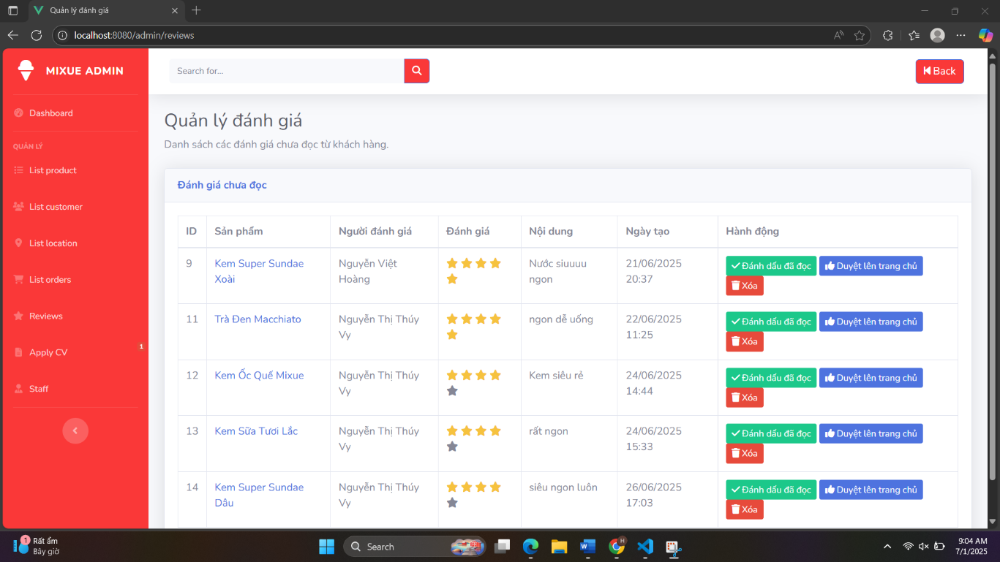 Quản lý đánh giá
localhost:8080/admin/reviews
MIXUE ADMIN
Search for...
Back
Dashboard
QUẢN LÝ
List product
List customer
List location
List orders
Reviews
Apply CV
1
Staff
Quản lý đánh giá
Danh sách các đánh giá chưa đọc từ khách hàng.
Đánh giá chưa đọc
ID Sản phẩm Người đánh giá Đánh giá Nội dung Ngày tạo Hành động
9 Kem Super Sundae Nguyễn Việt Nước siuuuu 21/06/2025 Đánh dấu đã đọc Duyệt lên trang chủ
Xoài Hoàng ngon 20:37 Xóa
11 Trà Đen Macchiato Nguyễn Thị Thúy ngon dễ uống 22/06/2025 Đánh dấu đã đọc Duyệt lên trang chủ
Vy 11:25 Xóa
12 Kem Ốc Quế Mixue Nguyễn Thị Thúy Kem siêu rẻ 24/06/2025 Đánh dấu đã đọc Duyệt lên trang chủ
Vy 14:44 Xóa
13 Kem Sữa Tươi Lắc Nguyễn Thị Thúy rất ngon 24/06/2025 Đánh dấu đã đọc Duyệt lên trang chủ
Vy 15:33 Xóa
14 Kem Super Sundae Nguyễn Thị Thúy siêu ngon luôn 26/06/2025 Đánh dấu đã đọc Duyệt lên trang chủ
Dâu Vy 17:03 Xóa
1
Rất ẩm
Bây giờ
Search
H
9:04 AM
7/1/2025